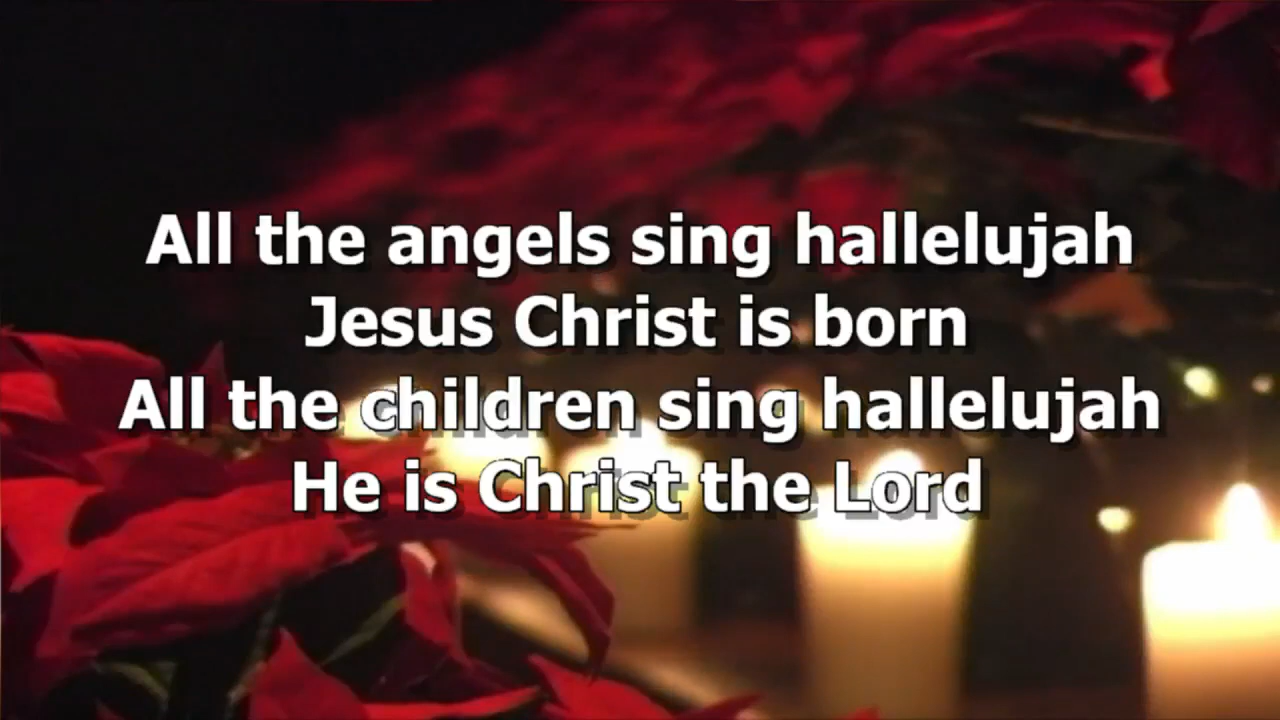 All the angels sing hallelujah
Jesus Christ is born
All the children sing hallelujah
He is Christ the Lord